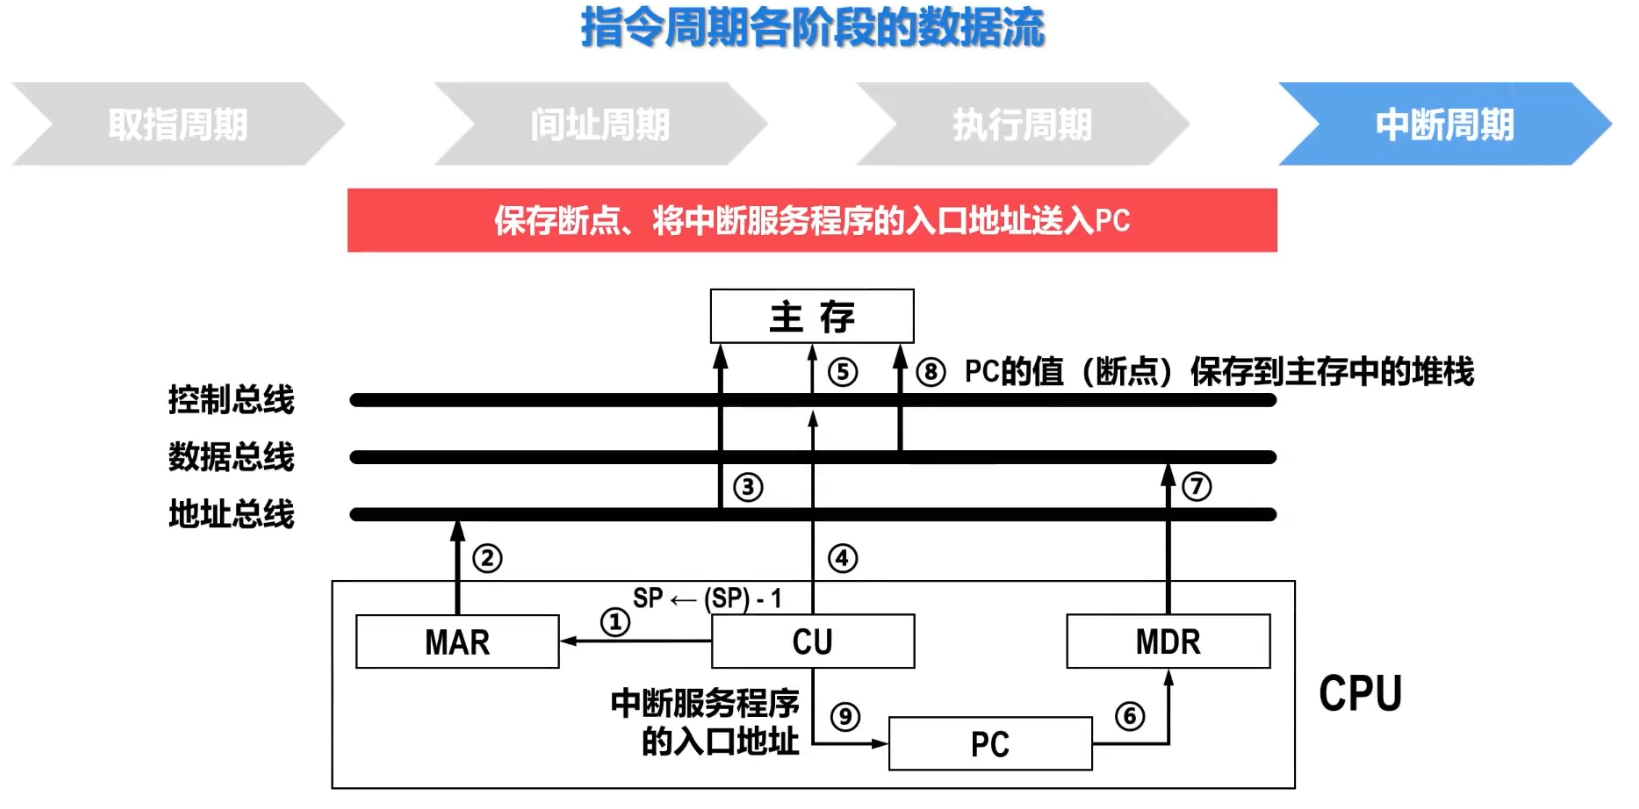 指令周期各阶段的数据流
取指周期
间址周期
执行周期
中断周期
保存断点、将中断服务程序的入口地址送入PC
主 存
⑤
⑧ PC的值（断点）保存到主存中的堆栈
控制总线
数据总线
③
⑦
地址总线
②
④
SP ← (SP) - 1
①
MAR
CU
MDR
CPU
中断服务程序
的入口地址
⑨
⑥
PC